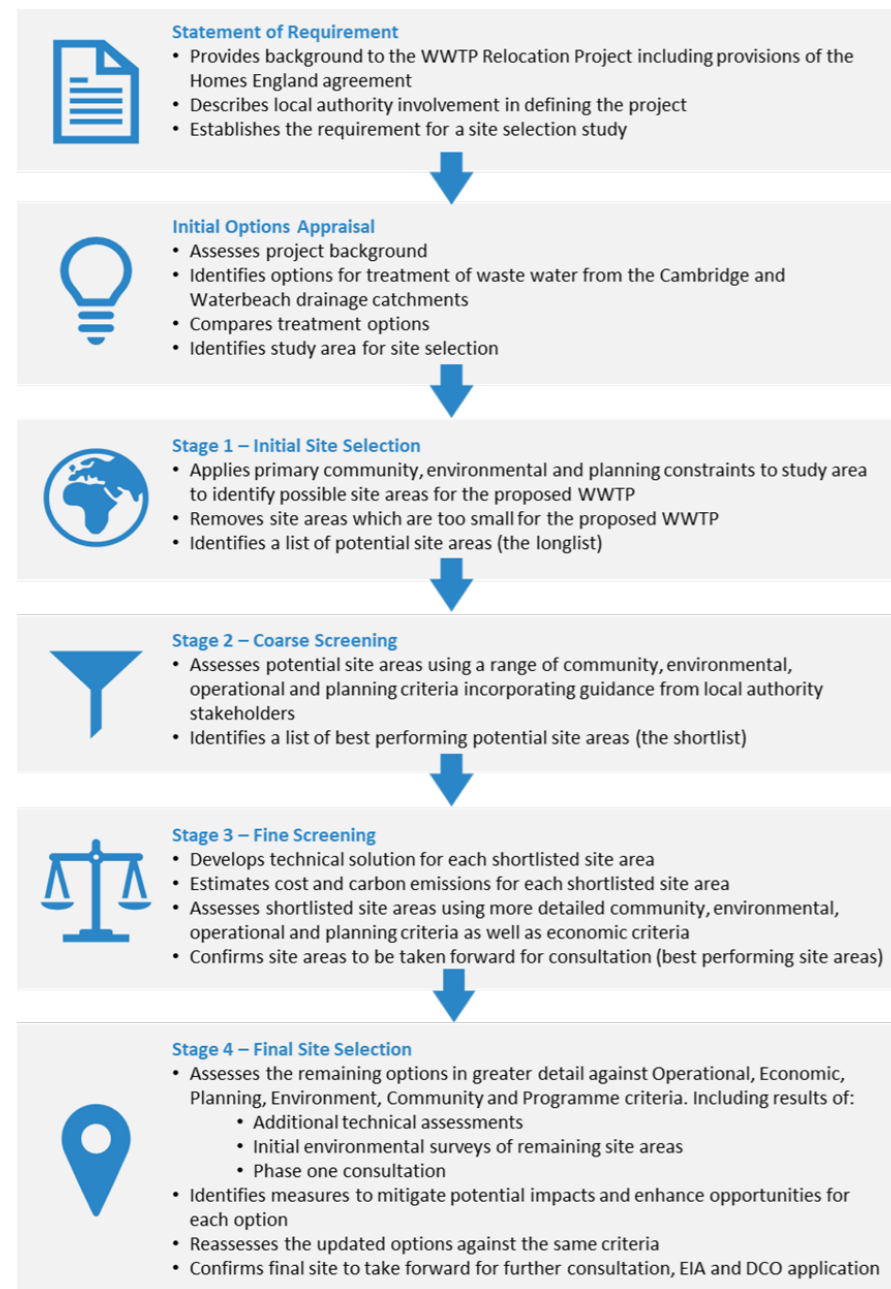 Statement of Requirement
• Provides background to the WWTP Relocation Project including provisions of the
Homes England agreement
• Describes local authority involvement in defining the project
• Establishes the requirement for a site selection study
Initial Options Appraisal
• Assesses project background
• Identifies options for treatment of waste water from the Cambridge and
Waterbeach drainage catchments
• Compares treatment options
• Identifies study area for site selection
Stage 1 – Initial Site Selection
• Applies primary community, environmental and planning constraints to study area
to identify possible site areas for the proposed WWTP
• Removes site areas which are too small for the proposed WWTP
• Identifies a list of potential site areas (the longlist)
Stage 2 – Coarse Screening
• Assesses potential site areas using a range of community, environmental,
operational and planning criteria incorporating guidance from local authority
stakeholders
• Identifies a list of best performing potential site areas (the shortlist)
Stage 3 – Fine Screening
• Develops technical solution for each shortlisted site area
• Estimates cost and carbon emissions for each shortlisted site area
• Assesses shortlisted site areas using more detailed community, environmental,
operational and planning criteria as well as economic criteria
• Confirms site areas to be taken forward for consultation (best performing site areas)
Stage 4 – Final Site Selection
• Assesses the remaining options in greater detail against Operational, Economic,
Planning, Environment, Community and Programme criteria. Including results of:
• Additional technical assessments
• Initial environmental surveys of remaining site areas
• Phase one consultation
• Identifies measures to mitigate potential impacts and enhance opportunities for
each option
• Reassesses the updated options against the same criteria
• Confirms final site to take forward for further consultation, EIA and DCO application